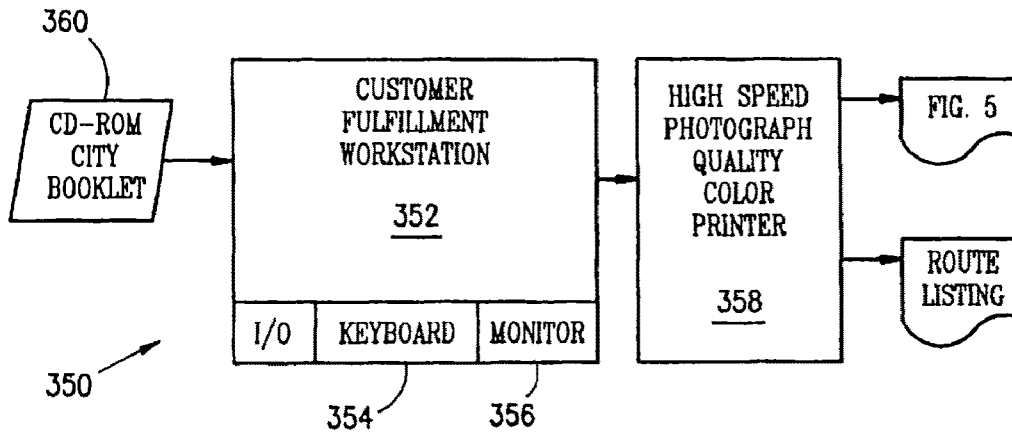 360
CD-ROM
CITY
BOOKLET
CUSTOMER
FULFILLMENT
WORKSTATION
352
I/O
KEYBOARD
MONITOR
HIGH SPEED
PHOTOGRAPH
QUALITY
COLOR
PRINTER
358
FIG. 5
ROUTE
LISTING
350
354
356